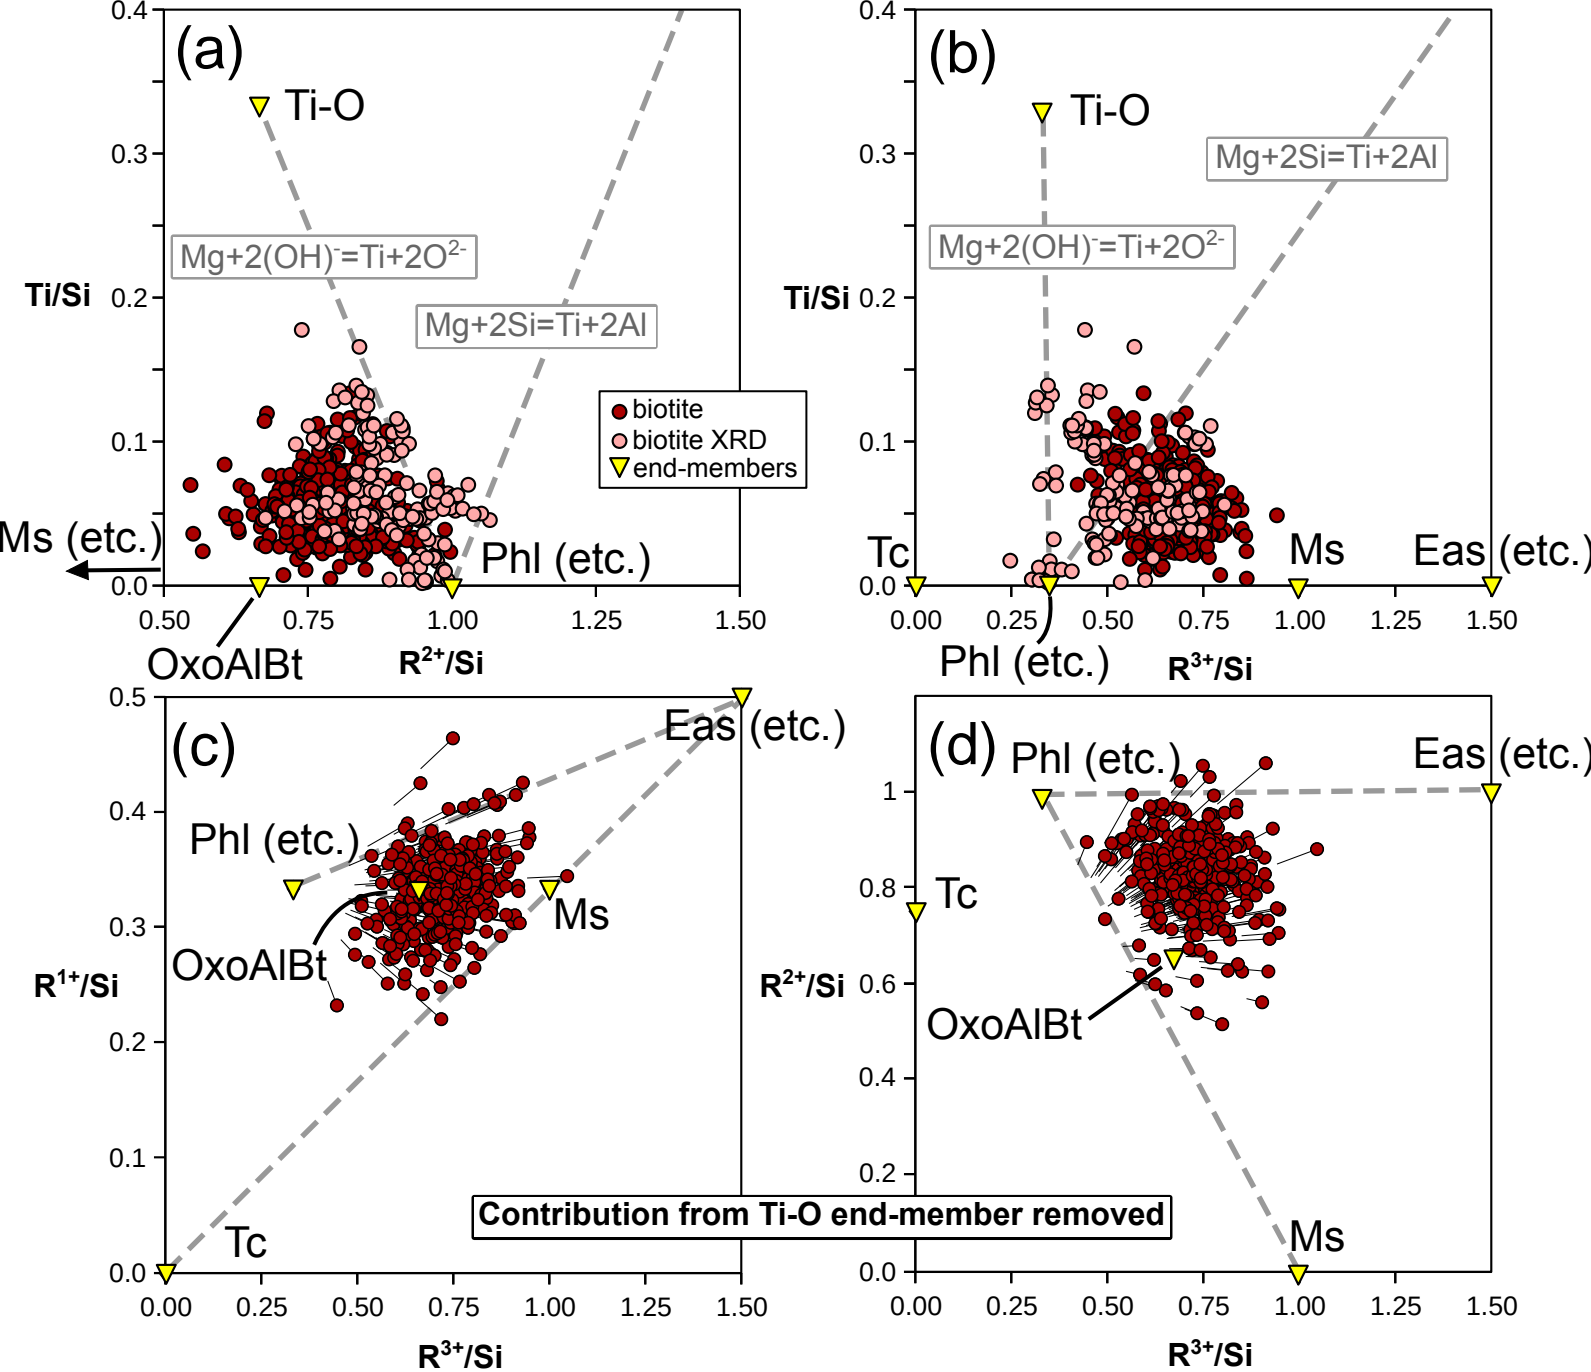 (a)
0.4
0.3
0.2
0.1
0.0
Ti/Si
Ti-O
Mg+2(OH)⁻=Ti+2O²⁻
Mg+2Si=Ti+2Al
biotite
biotite XRD
end-members
Ms (etc.)
Phl (etc.)
OxoAlBt
0.50
0.75
1.00
1.25
1.50
R²⁺/Si
(b)
0.4
0.3
0.2
0.1
0.0
Ti/Si
Ti-O
Mg+2Si=Ti+2Al
Mg+2(OH)⁻=Ti+2O²⁻
Tc
Ms
Eas (etc.)
Phl (etc.)
0.00
0.25
0.50
0.75
1.00
1.25
1.50
R³⁺/Si
(c)
0.5
0.4
0.3
0.2
0.1
0.0
R¹⁺/Si
Eas (etc.)
Phl (etc.)
OxoAlBt
Ms
Tc
0.00
0.25
0.50
0.75
1.00
1.25
1.50
R³⁺/Si
Contribution from Ti-O end-member removed
(d)
1
0.8
0.6
0.4
0.2
0.0
R²⁺/Si
Phl (etc.)
Eas (etc.)
Tc
OxoAlBt
Ms
0.00
0.25
0.50
0.75
1.00
1.25
1.50
R³⁺/Si